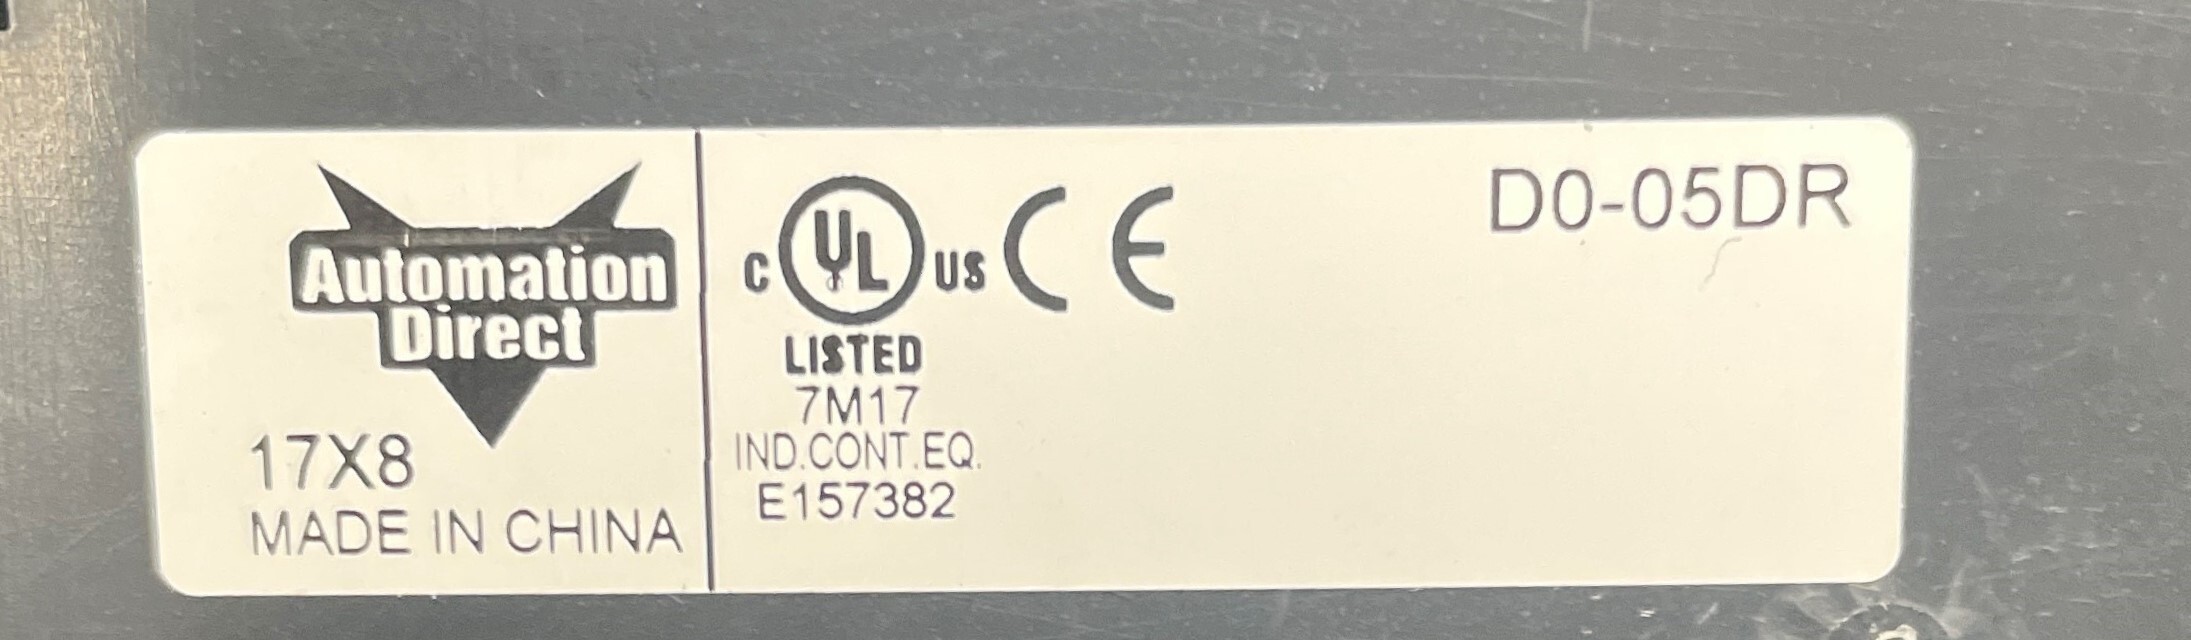 Automation
Direct
17X8
MADE IN CHINA
C UL US CE
LISTED
7M17
IND.CONT.EQ.
E157382
D0-05DR